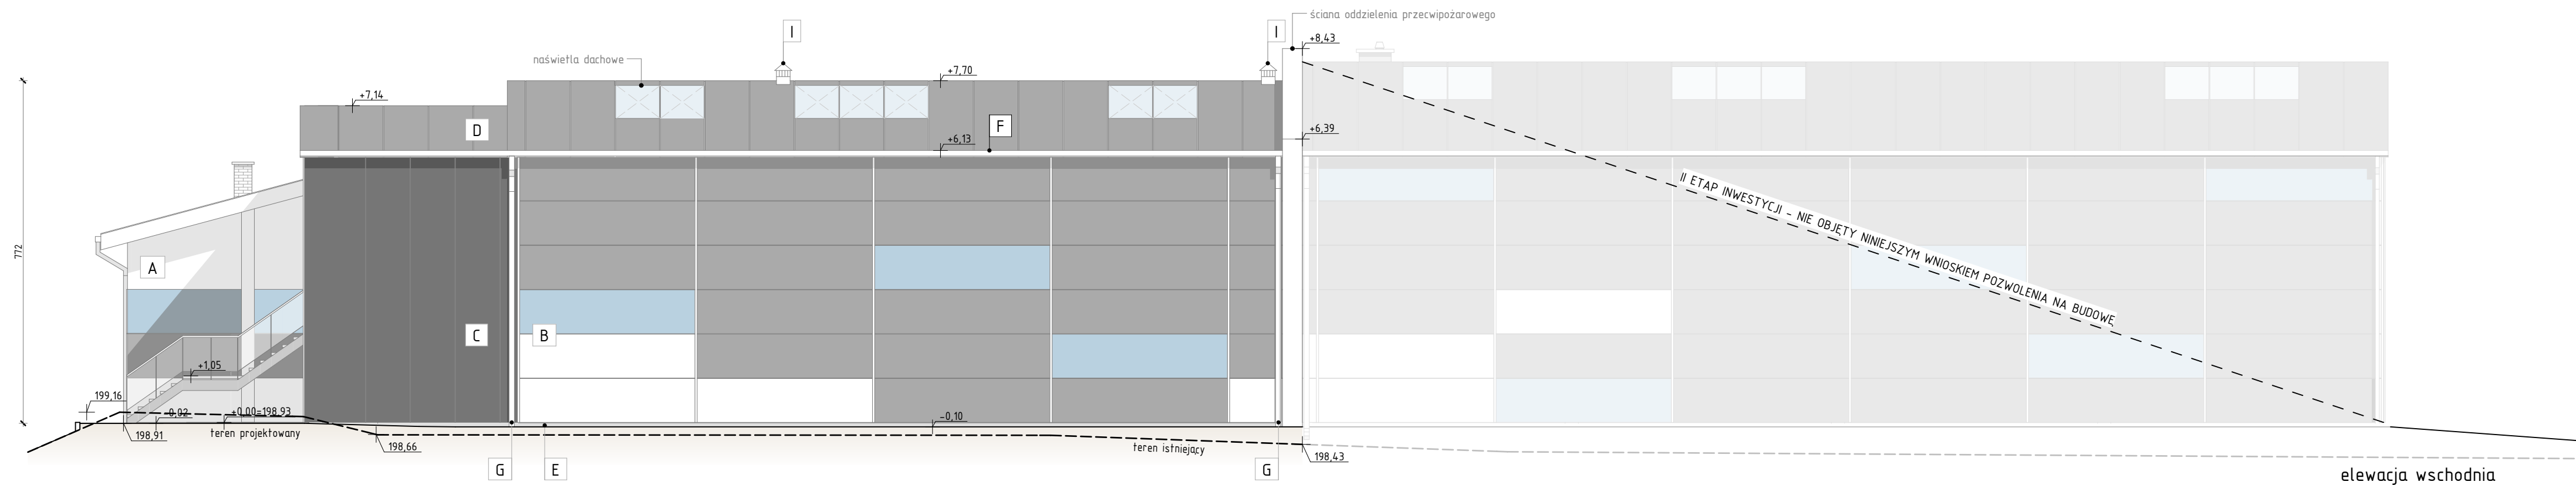 ściana oddzielenia przecwipożarowego
I
I
+8,43
naświetla dachowe
+7,70
+7,14
D
F
+6,13
+6,39
II ETAP INWESTYCJI - NIE OBJĘTY NINIEJSZYM WNIOSKIEM POZWOLENIA NA BUDOWĘ
772
A
C
B
+1,05
199,16
-0,02
+0,00=198,93
-0,10
198,91
teren projektowany
198,66
teren istniejący
198,43
G
E
G
elewacja wschodnia